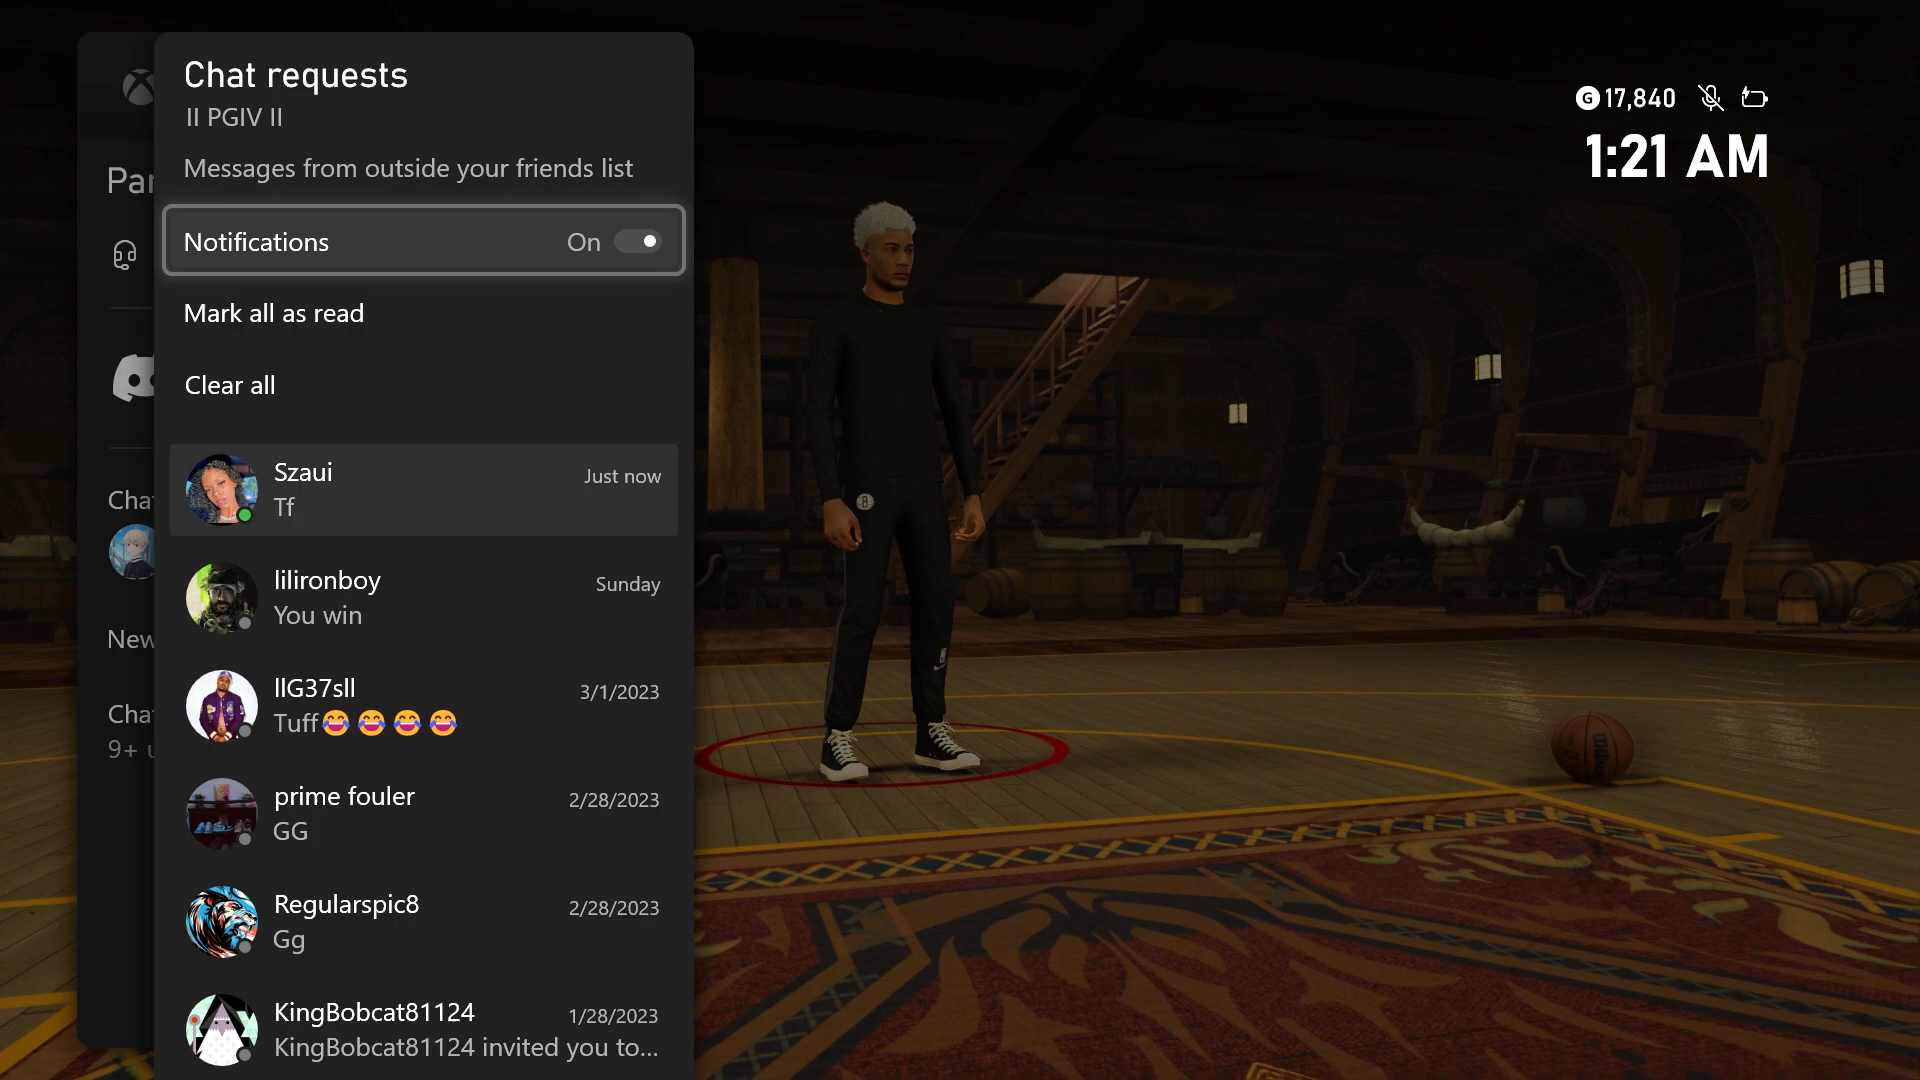 Chat requests
II PGIV II
Messages from outside your friends list
Notifications On
Mark all as read
Clear all
Szaui Just now
Tf
lilironboy Sunday
You win
llG37sll 3/1/2023
Tuff😂 😂 😂 😂
prime fouler 2/28/2023
GG
Regularspic8 2/28/2023
Gg
KingBobcat81124 1/28/2023
KingBobcat81124 invited you to...
Par
Cha
New
Cha
9+ u
G 17,840
1:21 AM
Wilson